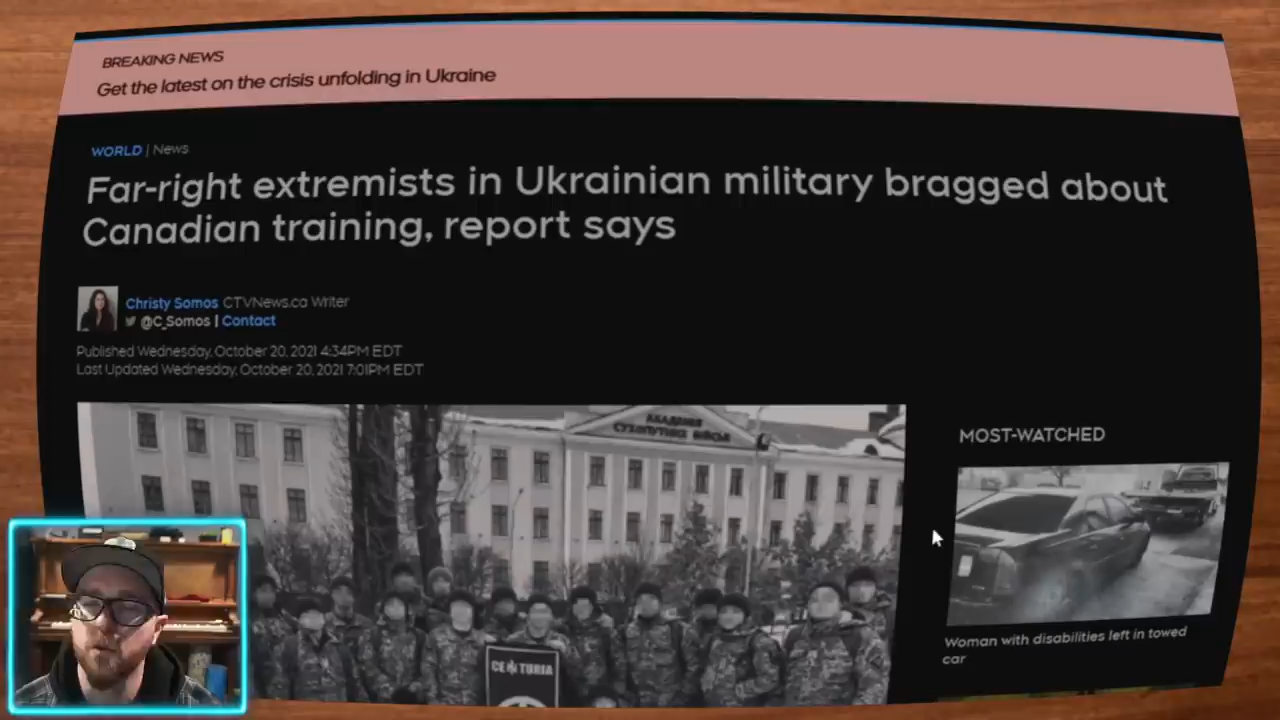 BREAKING NEWS
Get the latest on the crisis unfolding in Ukraine
WORLD | News
Far-right extremists in Ukrainian military bragged about
Canadian training, report says
Christy Somos CTVNews.ca Writer
@C_Somos | Contact
Published Wednesday, October 20, 2021 4:34PM EDT
Last Updated Wednesday, October 20, 2021 7:01PM EDT
АКАДЕМІЯ
СУХОПУТНИХ ВІЙСЬК
MOST-WATCHED
CENTURIA
Woman with disabilities left in towed
car